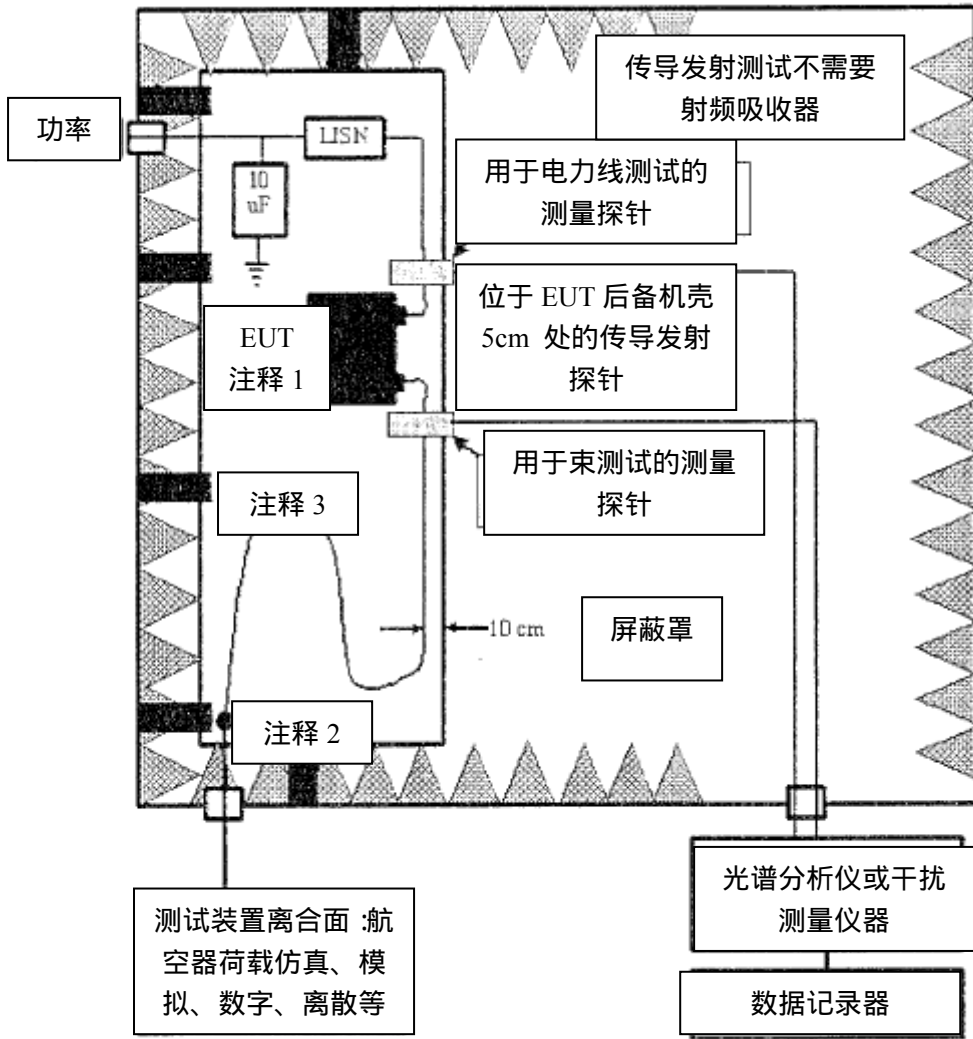 传导发射测试不需要
射频吸收器
功率
LISN
10
uF
用于电力线测试的
测量探针
位于 EUT 后备机壳
5cm 处的传导发射
探针
EUT
注释 1
用于束测试的测量
探针
注释 3
10 cm
屏蔽罩
注释 2
测试装置离合面 :航
空器荷载仿真、模
拟、数字、离散等
光谱分析仪或干扰
测量仪器
数据记录器